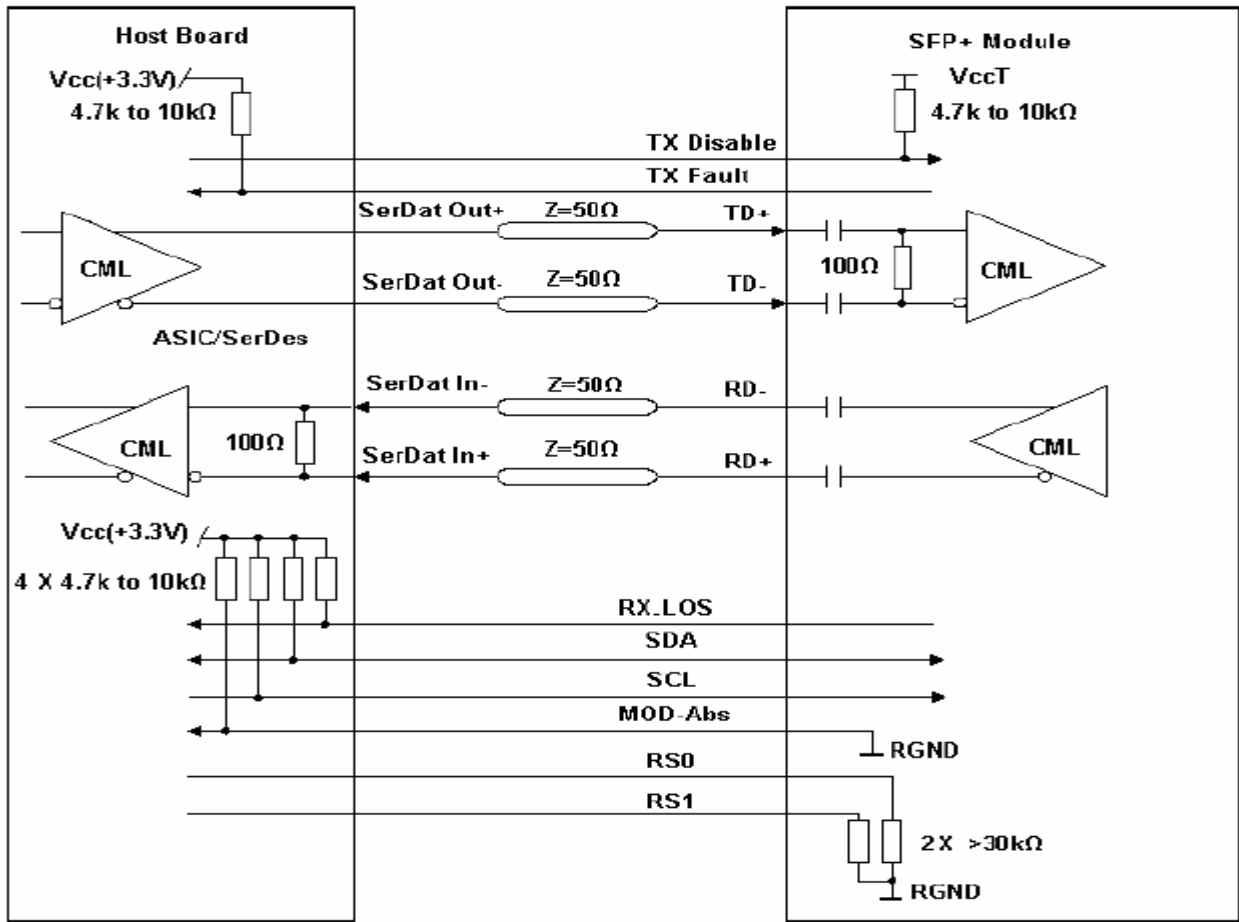 Host Board
SFP+ Module
Vcc(+3.3V)
4.7k to 10kΩ
VccT
4.7k to 10kΩ
TX Disable
TX Fault
SerDat Out+
Z=50Ω
TD+
CML
100Ω
CML
SerDat Out-
Z=50Ω
TD-
ASIC/SerDes
SerDat In-
Z=50Ω
RD-
CML
100Ω
CML
SerDat In+
Z=50Ω
RD+
Vcc(+3.3V)
4 X 4.7k to 10kΩ
RX_LOS
SDA
SCL
MOD-Abs
RGND
RS0
RS1
2X >30kΩ
RGND